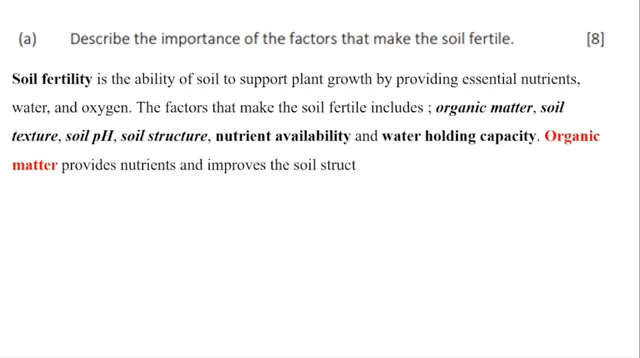 (a) Describe the importance of the factors that make the soil fertile. [8]
Soil fertility is the ability of soil to support plant growth by providing essential nutrients,
water, and oxygen. The factors that make the soil fertile includes ; organic matter, soil
texture, soil pH, soil structure, nutrient availability and water holding capacity. Organic
matter provides nutrients and improves the soil struct